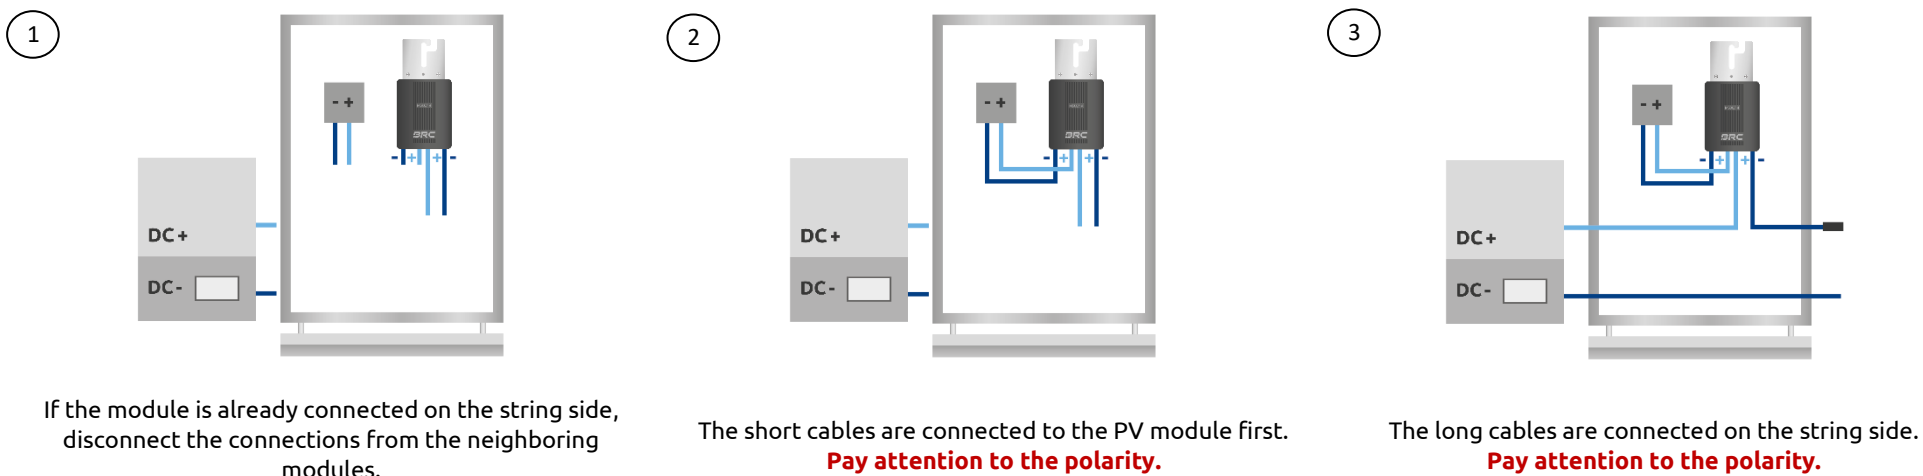 1
2
3
- +
BRC
- + + -
DC+
DC-
- +
BRC
- + + -
DC+
DC-
- +
BRC
- + + -
DC+
DC-
If the module is already connected on the string side,
disconnect the connections from the neighboring
modules.
The short cables are connected to the PV module first.
Pay attention to the polarity.
The long cables are connected on the string side.
Pay attention to the polarity.